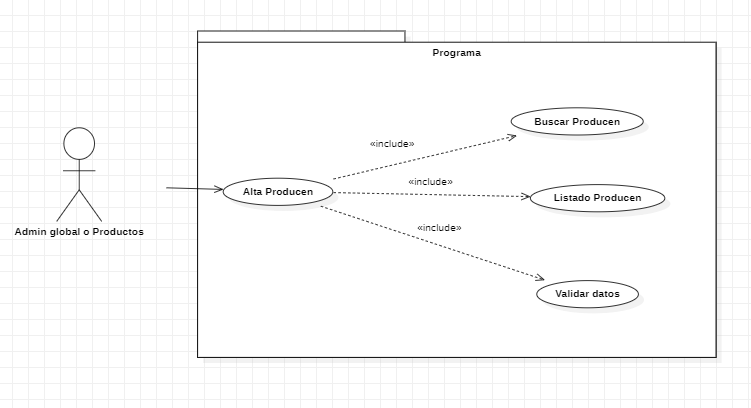 Programa
Buscar Producen
«include»
«include»
Alta Producen
Listado Producen
«include»
Admin global o Productos
Validar datos